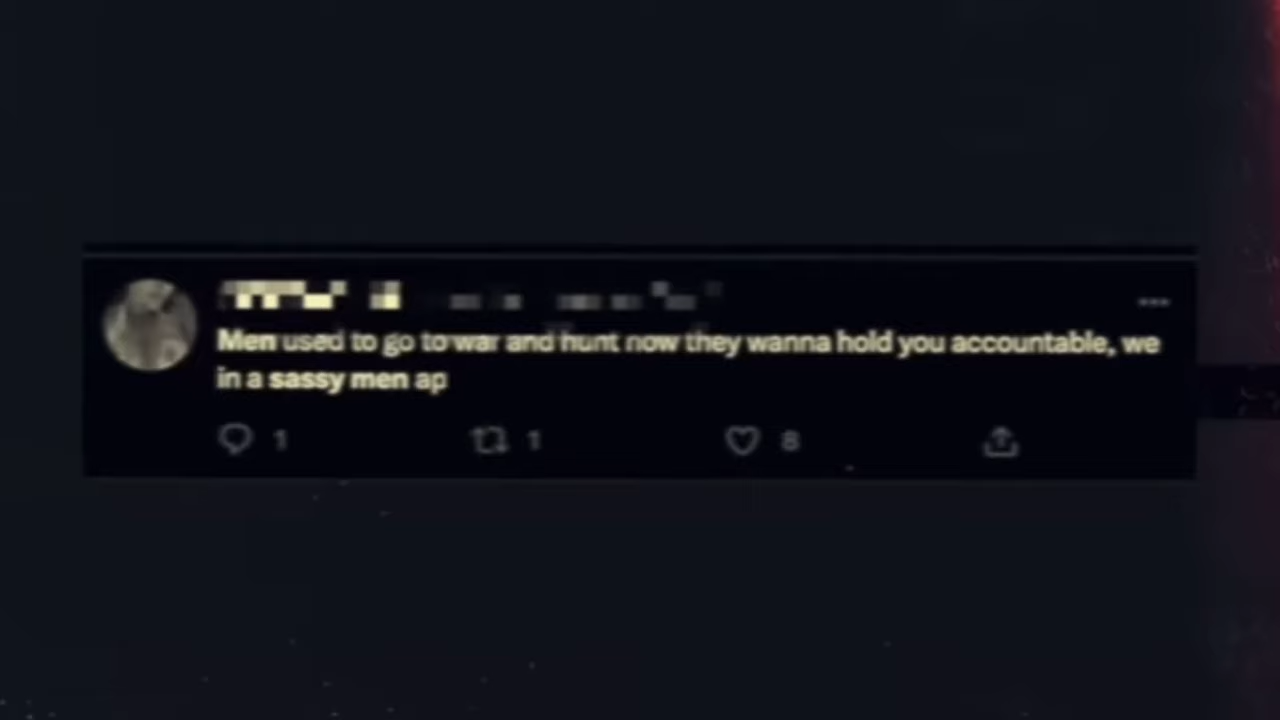 Men used to go to war and hunt now they wanna hold you accountable, we
in a sassy men ap
1 1 8